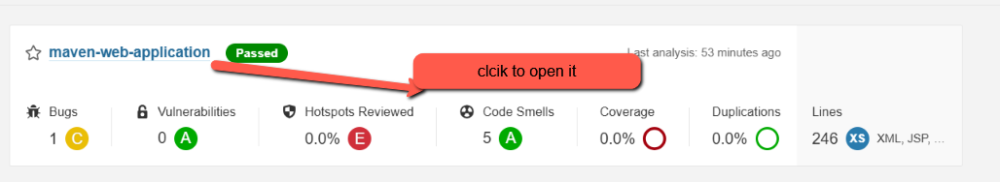 maven-web-application Passed Last analysis: 53 minutes ago
clcik to open it
Bugs Vulnerabilities Hotspots Reviewed Code Smells Coverage Duplications Lines
1 C 0 A 0.0% E 5 A 0.0% 0.0% 246 XS XML, JSP, ...